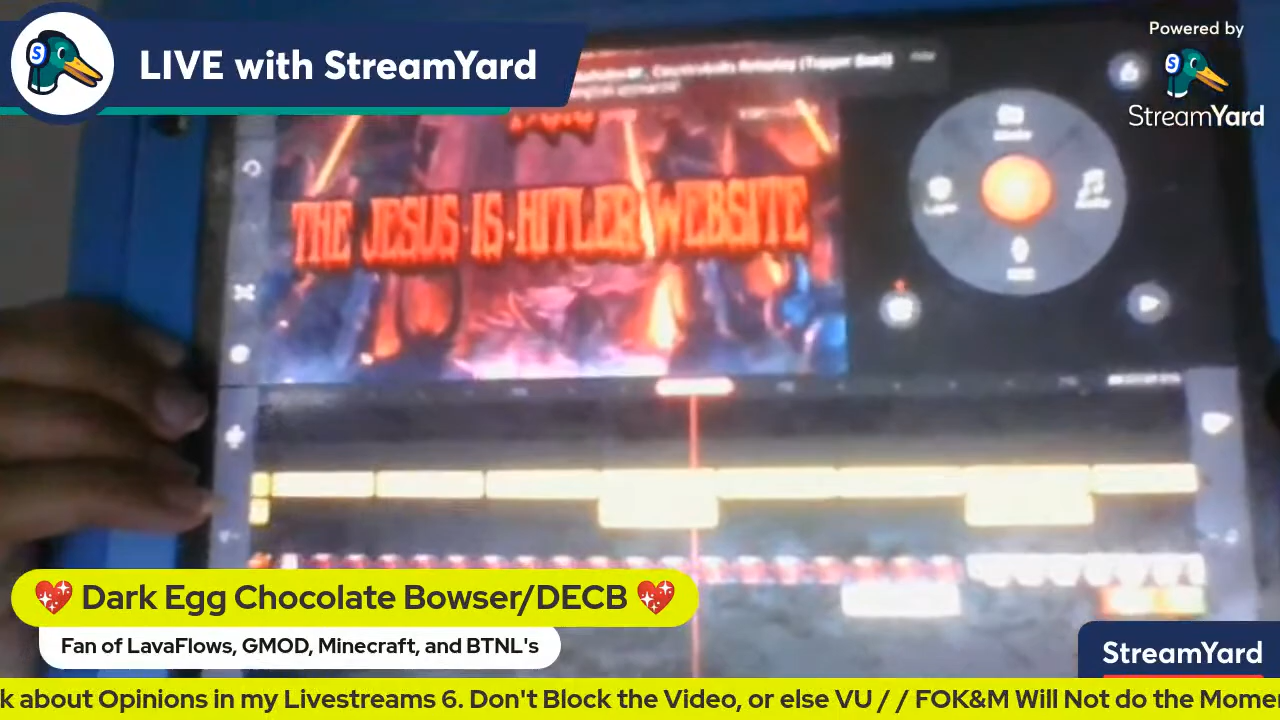 LIVE with StreamYard
Powered by
StreamYard
THE JESUS IS HITLER WEBSITE
💖 Dark Egg Chocolate Bowser/DECB 💖
Fan of LavaFlows, GMOD, Minecraft, and BTNL's
StreamYard
k about Opinions in my Livestreams 6. Don't Block the Video, or else VU / / FOK&M Will Not do the Momen